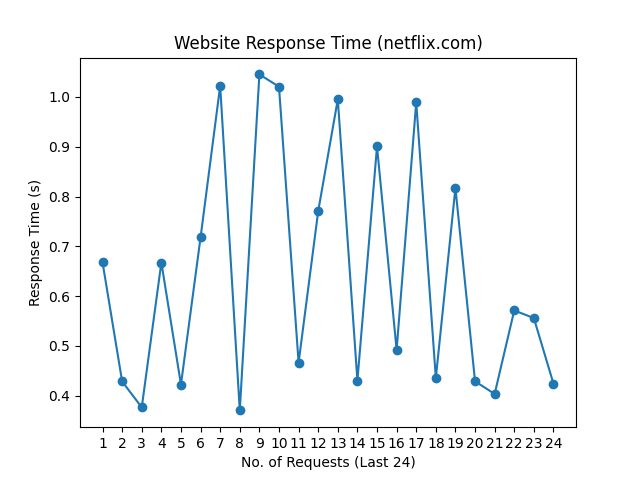 Website Response Time (netflix.com)
1.0
0.9
0.8
0.7
0.6
0.5
0.4
Response Time (s)
1 2 3 4 5 6 7 8 9 10 11 12 13 14 15 16 17 18 19 20 21 22 23 24
No. of Requests (Last 24)